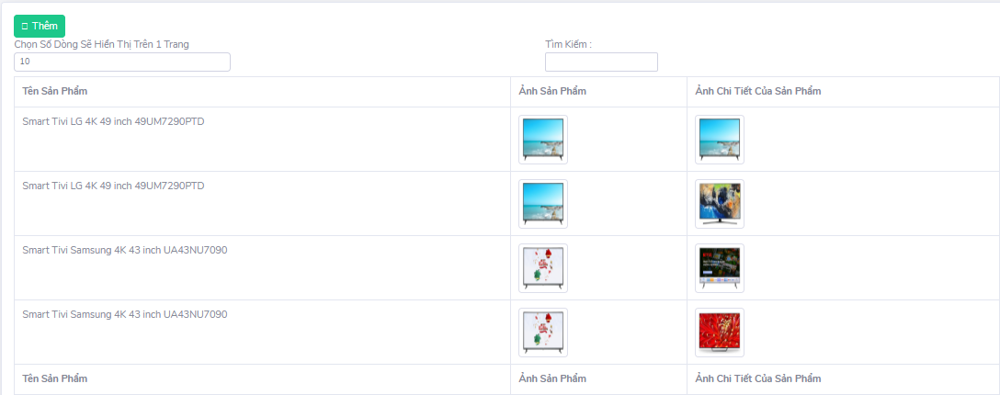 Thêm
Chọn Số Dòng Sẽ Hiển Thị Trên 1 Trang
Tìm Kiếm :
10
Tên Sản Phẩm
Ảnh Sản Phẩm
Ảnh Chi Tiết Của Sản Phẩm
Smart Tivi LG 4K 49 inch 49UM7290PTD
Smart Tivi LG 4K 49 inch 49UM7290PTD
Smart Tivi Samsung 4K 43 inch UA43NU7090
Smart Tivi Samsung 4K 43 inch UA43NU7090
Tên Sản Phẩm
Ảnh Sản Phẩm
Ảnh Chi Tiết Của Sản Phẩm